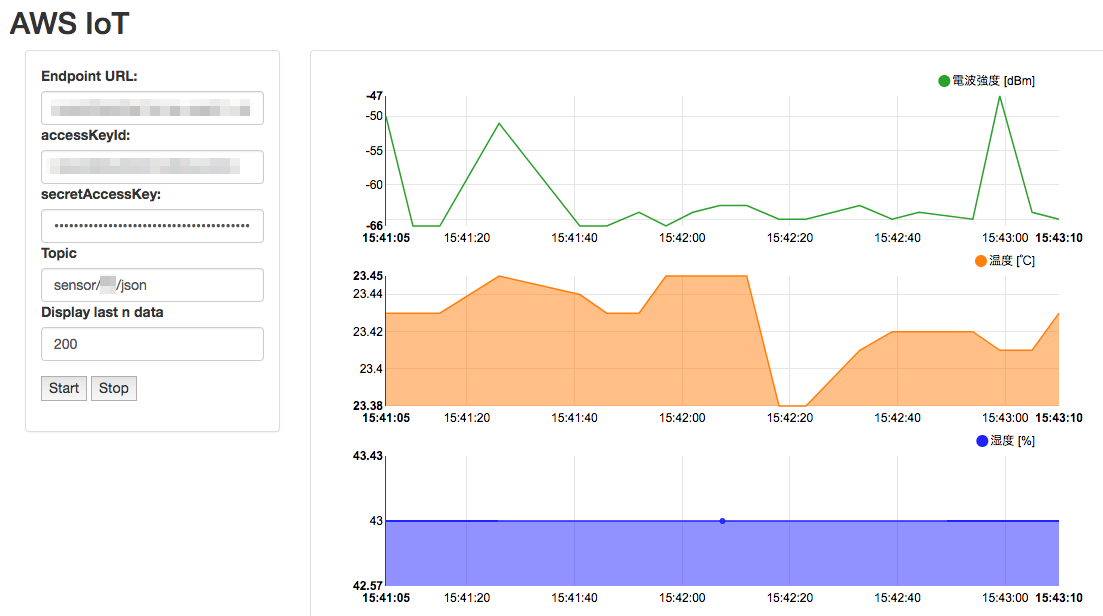 AWS IoT
Endpoint URL:
accessKeyId:
secretAccessKey:
••••••••••••••••••••••••••••••••••••••••
Topic
sensor/ /json
Display last n data
200
Start Stop
電波強度 [dBm]
-47
-50
-55
-60
-66
15:41:05 15:41:20 15:41:40 15:42:00 15:42:20 15:42:40 15:43:00 15:43:10
温度 [℃]
23.45
23.44
23.42
23.4
23.38
15:41:05 15:41:20 15:41:40 15:42:00 15:42:20 15:42:40 15:43:00 15:43:10
湿度 [%]
43.43
43
42.57
15:41:05 15:41:20 15:41:40 15:42:00 15:42:20 15:42:40 15:43:00 15:43:10